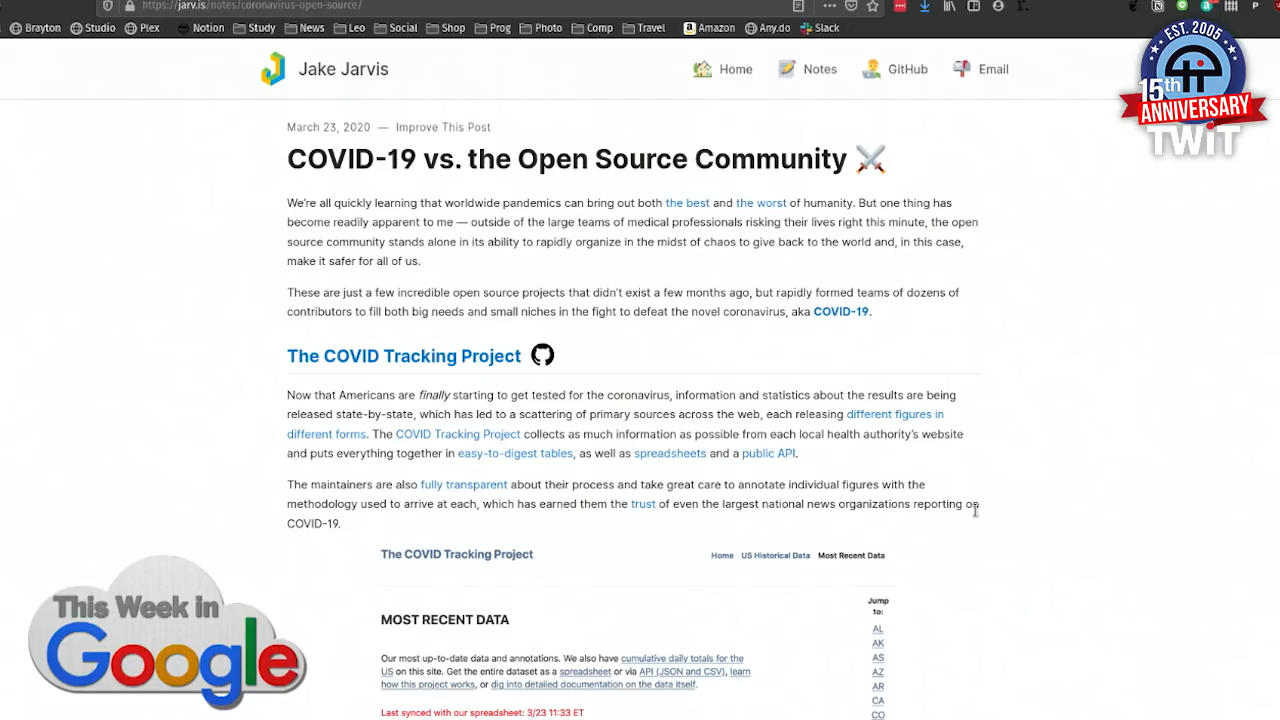 https://jarv.is/notes/coronavirus-open-source/
Brayton Studio Plex Notion Study News Leo Social Shop Prog Photo Comp Travel Amazon Any.do Slack
Jake Jarvis
Home Notes GitHub Email
EST. 2005
15th
ANNIVERSARY
TWiT
March 23, 2020 — Improve This Post
COVID-19 vs. the Open Source Community
We're all quickly learning that worldwide pandemics can bring out both the best and the worst of humanity. But one thing has
become readily apparent to me — outside of the large teams of medical professionals risking their lives right this minute, the open
source community stands alone in its ability to rapidly organize in the midst of chaos to give back to the world and, in this case,
make it safer for all of us.
These are just a few incredible open source projects that didn't exist a few months ago, but rapidly formed teams of dozens of
contributors to fill both big needs and small niches in the fight to defeat the novel coronavirus, aka COVID-19.
The COVID Tracking Project
Now that Americans are finally starting to get tested for the coronavirus, information and statistics about the results are being
released state-by-state, which has led to a scattering of primary sources across the web, each releasing different figures in
different forms. The COVID Tracking Project collects as much information as possible from each local health authority's website
and puts everything together in easy-to-digest tables, as well as spreadsheets and a public API.
The maintainers are also fully transparent about their process and take great care to annotate individual figures with the
methodology used to arrive at each, which has earned them the trust of even the largest national news organizations reporting on
COVID-19.
The COVID Tracking Project
Home US Historical Data Most Recent Data
MOST RECENT DATA
Our most up-to-date data and annotations. We also have cumulative daily totals for the
US on this site. Get the entire dataset as a spreadsheet or via API (JSON and CSV), learn
how this project works, or dig into detailed documentation on the data itself.
Last synced with our spreadsheet: 3/23 11:33 ET
Jump
to:
AL
AK
AS
AZ
AR
CA
CO
This Week in
Google